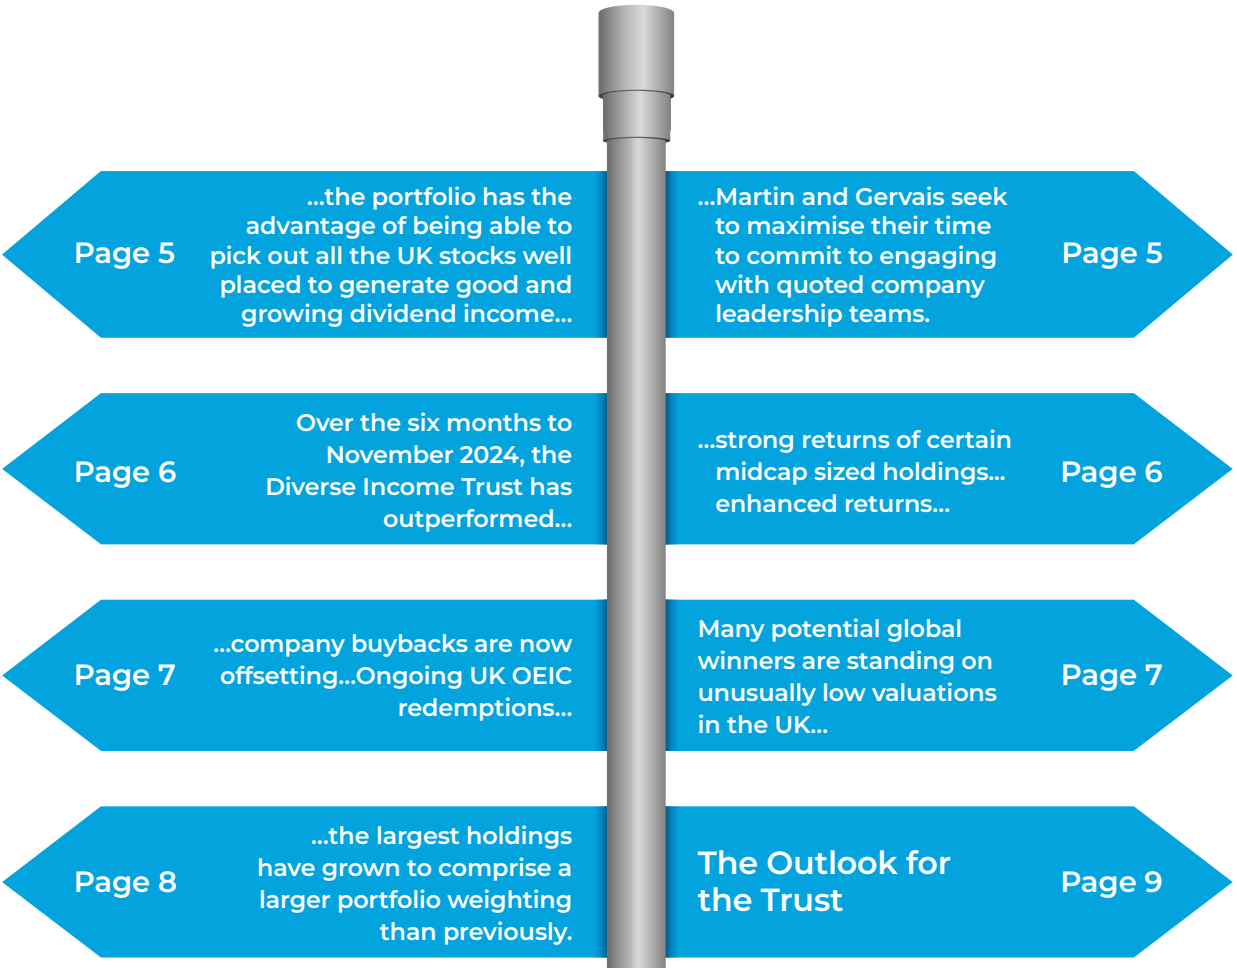 Page 5
...the portfolio has the
advantage of being able to
pick out all the UK stocks well
placed to generate good and
growing dividend income...
...Martin and Gervais seek
to maximise their time
to commit to engaging
with quoted company
leadership teams.
Page 5
Page 6
Over the six months to
November 2024, the
Diverse Income Trust has
outperformed...
...strong returns of certain
midcap sized holdings...
enhanced returns...
Page 6
Page 7
...company buybacks are now
offsetting...Ongoing UK OEIC
redemptions...
Many potential global
winners are standing on
unusually low valuations
in the UK...
Page 7
Page 8
...the largest holdings
have grown to comprise a
larger portfolio weighting
than previously.
The Outlook for
the Trust
Page 9